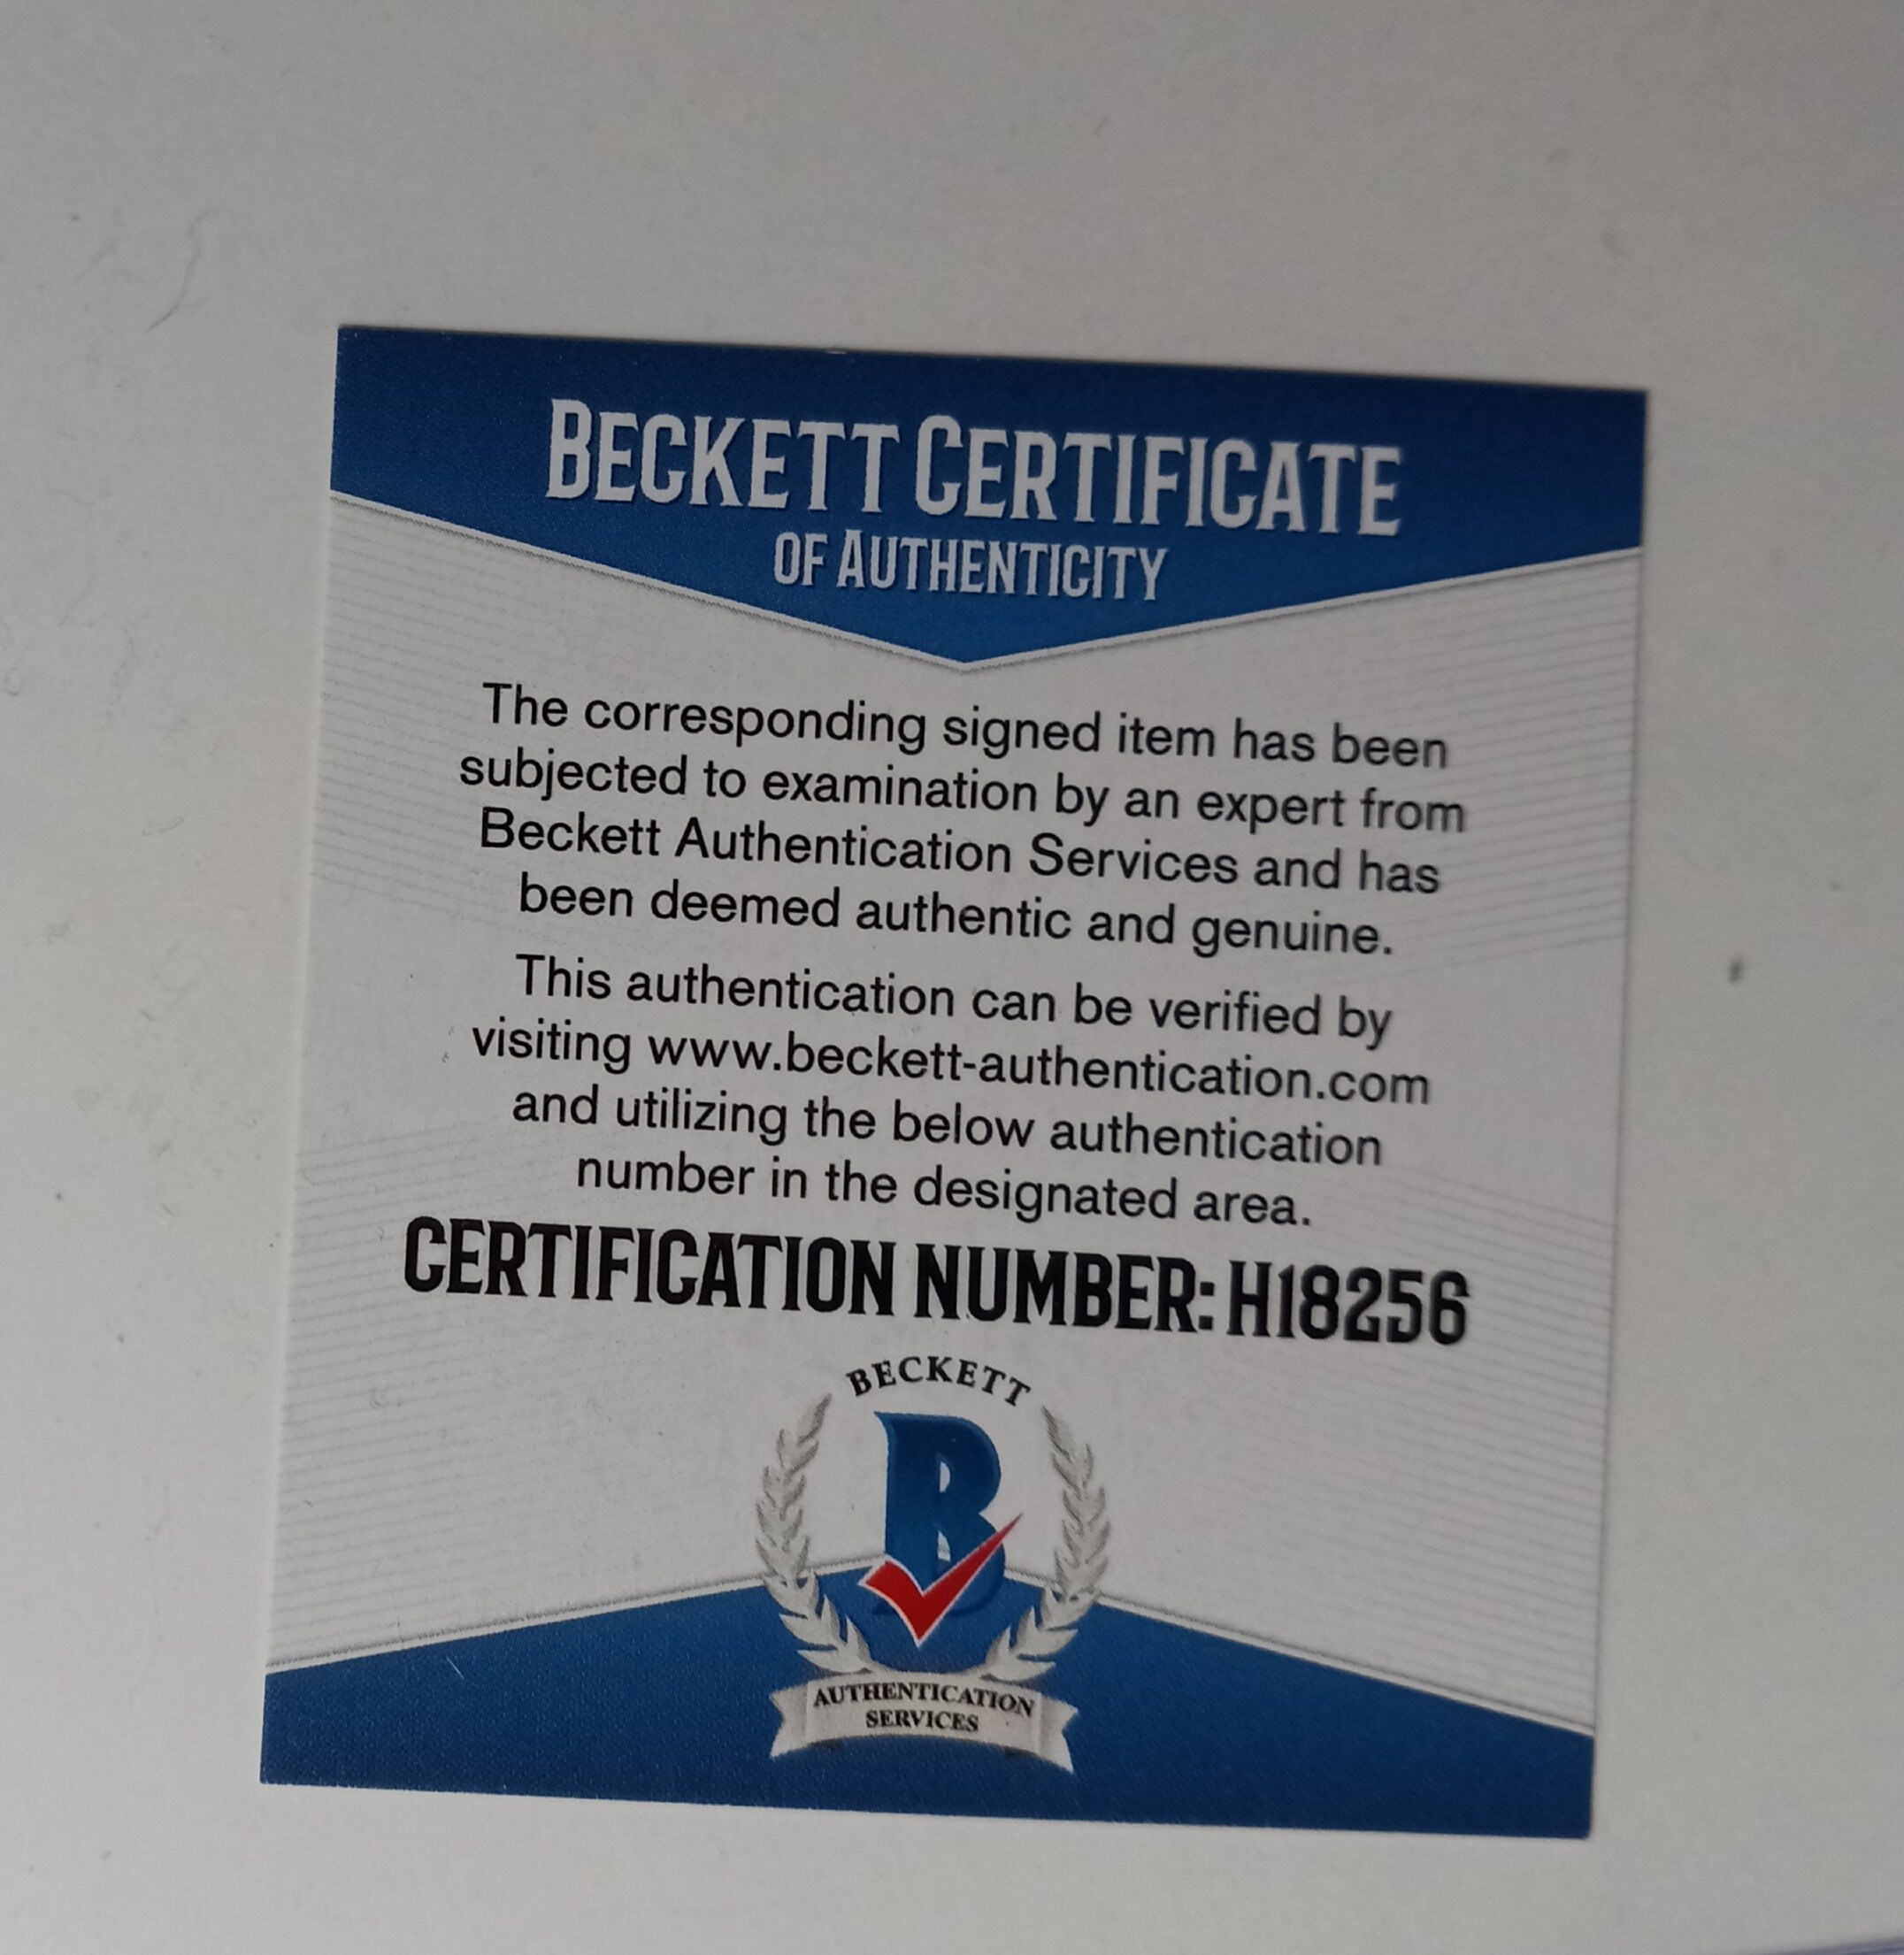 BECKETT CERTIFICATE
OF AUTHENTICITY
The corresponding signed item has been
subjected to examination by an expert from
Beckett Authentication Services and has
been deemed authentic and genuine.
This authentication can be verified by
visiting www.beckett-authentication.com
and utilizing the below authentication
number in the designated area.
CERTIFICATION NUMBER: H18256
BECKETT
B
AUTHENTICATION
SERVICES